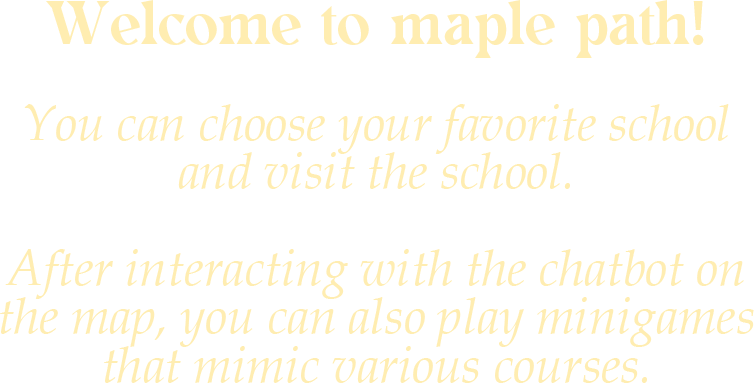 Welcome to maple path!
You can choose your favorite school
and visit the school.
After interacting with the chatbot on
the map, you can also play minigames
that mimic various courses.